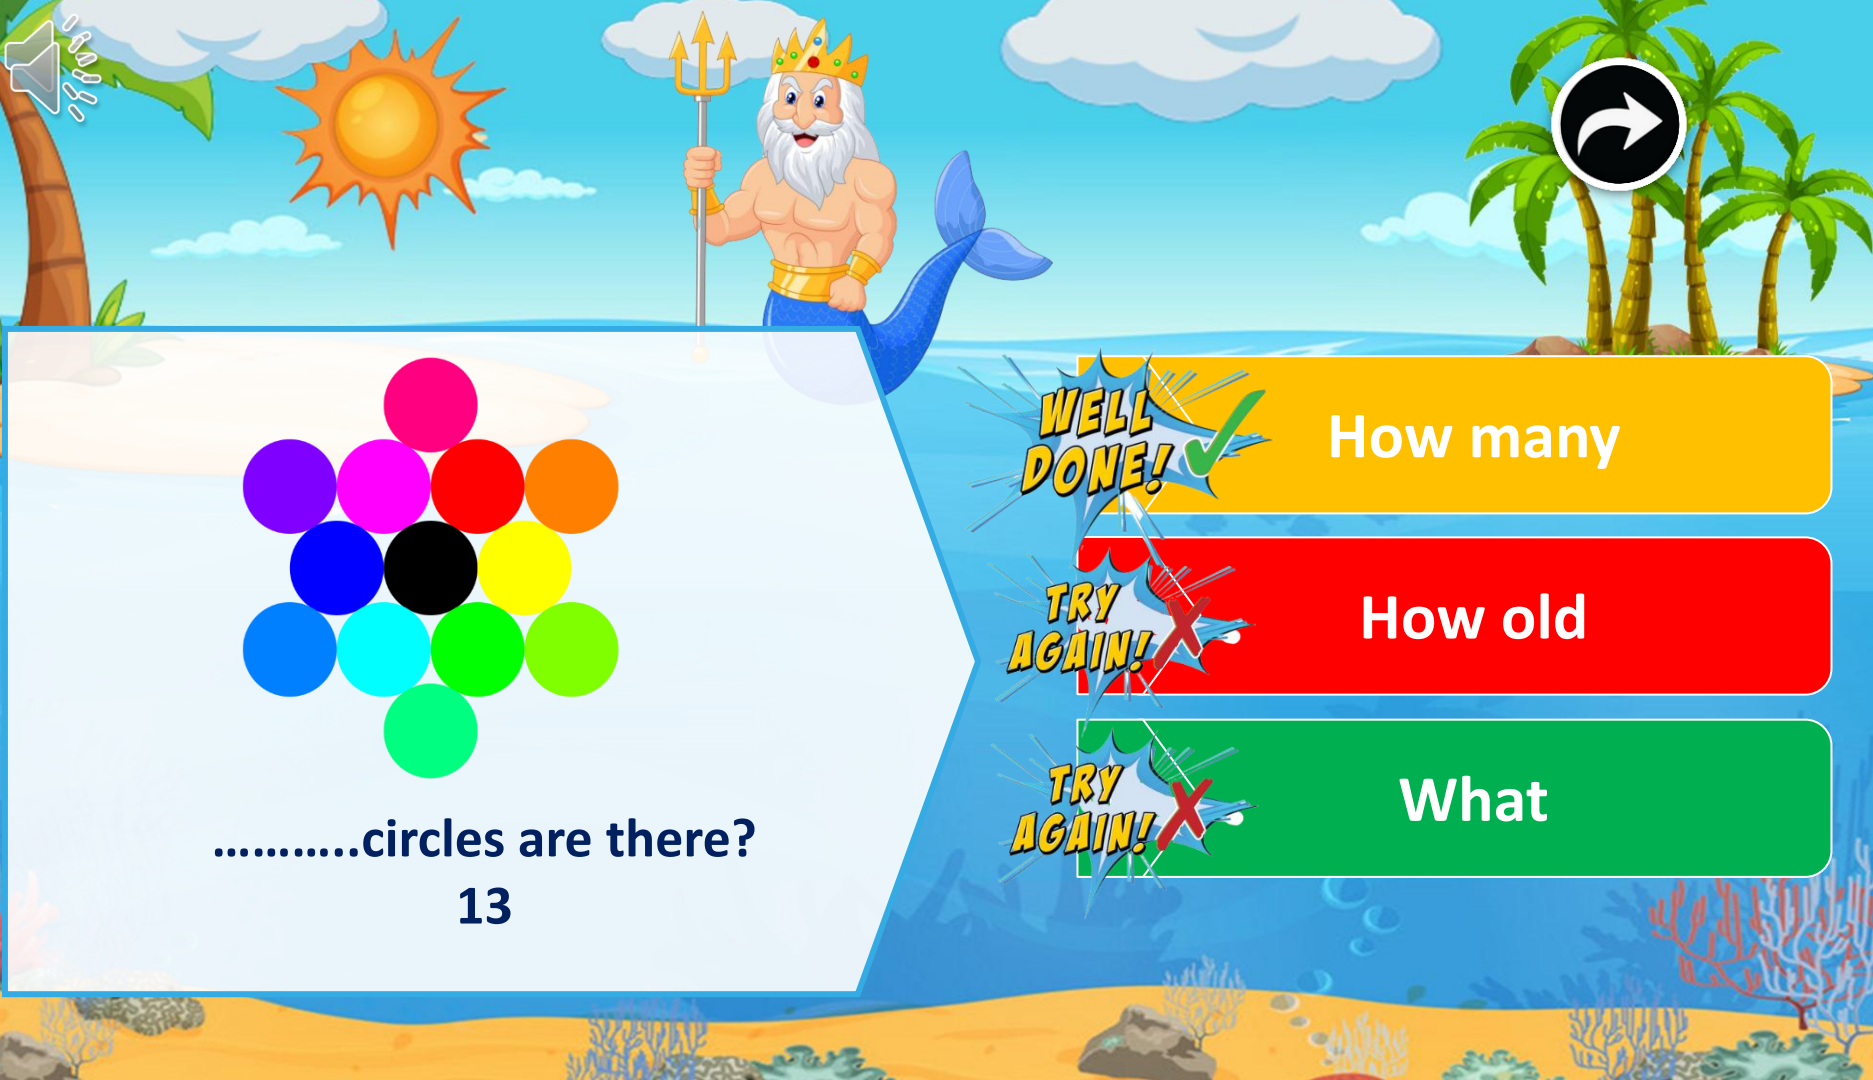 ………..circles are there?
13
WELL
DONE!
How many
TRY
AGAIN!
How old
TRY
AGAIN!
What